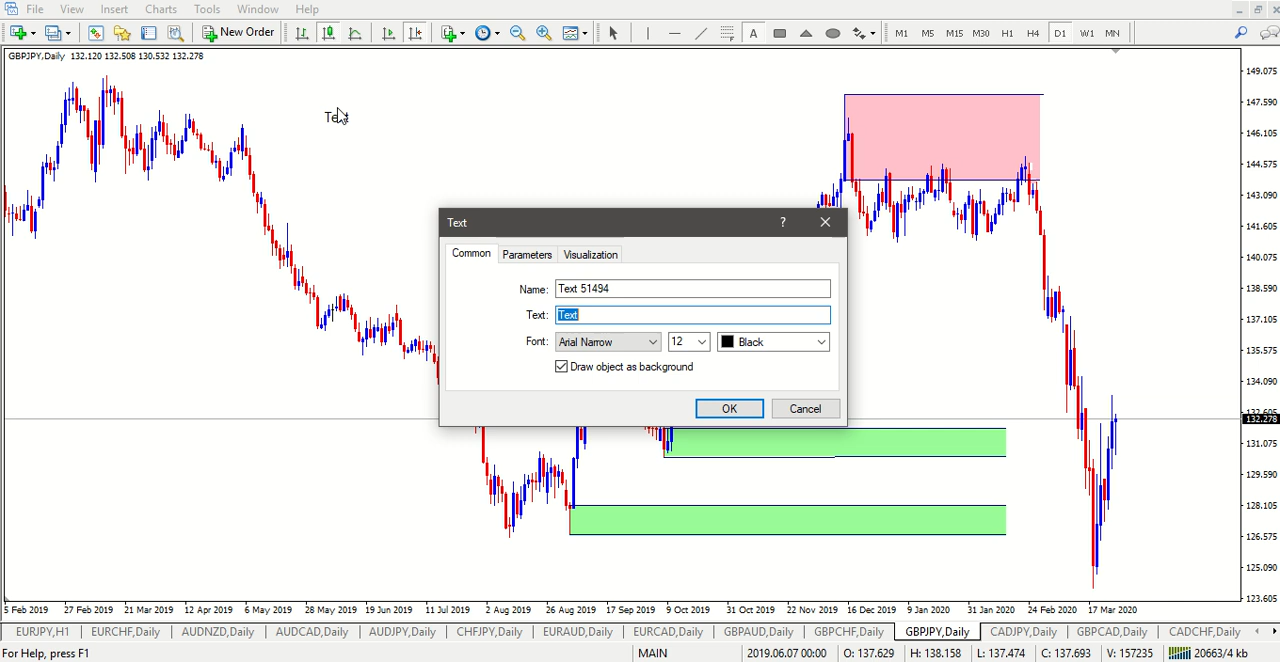 File View Insert Charts Tools Window Help
New Order A M1 M5 M15 M30 H1 H4 D1 W1 MN
GBPJPY,Daily 132.120 132.508 130.532 132.278
149.075
147.590
Text
146.105
144.575
143.090
141.605
140.075
138.590
137.105
135.575
134.090
132.605
132.278
131.075
129.590
128.105
126.575
125.090
123.605
Text ? 
Common Parameters Visualization
Name: Text 51494
Text: Text
Font: Arial Narrow 12 Black
Draw object as background
OK Cancel
5 Feb 2019 27 Feb 2019 21 Mar 2019 12 Apr 2019 6 May 2019 28 May 2019 19 Jun 2019 11 Jul 2019 2 Aug 2019 26 Aug 2019 17 Sep 2019 9 Oct 2019 31 Oct 2019 22 Nov 2019 16 Dec 2019 9 Jan 2020 31 Jan 2020 24 Feb 2020 17 Mar 2020
EURJPY,H1 EURCHF,Daily AUDNZD,Daily AUDCAD,Daily AUDJPY,Daily CHFJPY,Daily EURAUD,Daily EURCAD,Daily GBPAUD,Daily GBPCHF,Daily GBPJPY,Daily CADJPY,Daily GBPCAD,Daily CADCHF,Daily
For Help, press F1 MAIN 2019.06.07 00:00 O: 137.629 H: 138.158 L: 137.474 C: 137.693 V: 157235 20663/4 kb